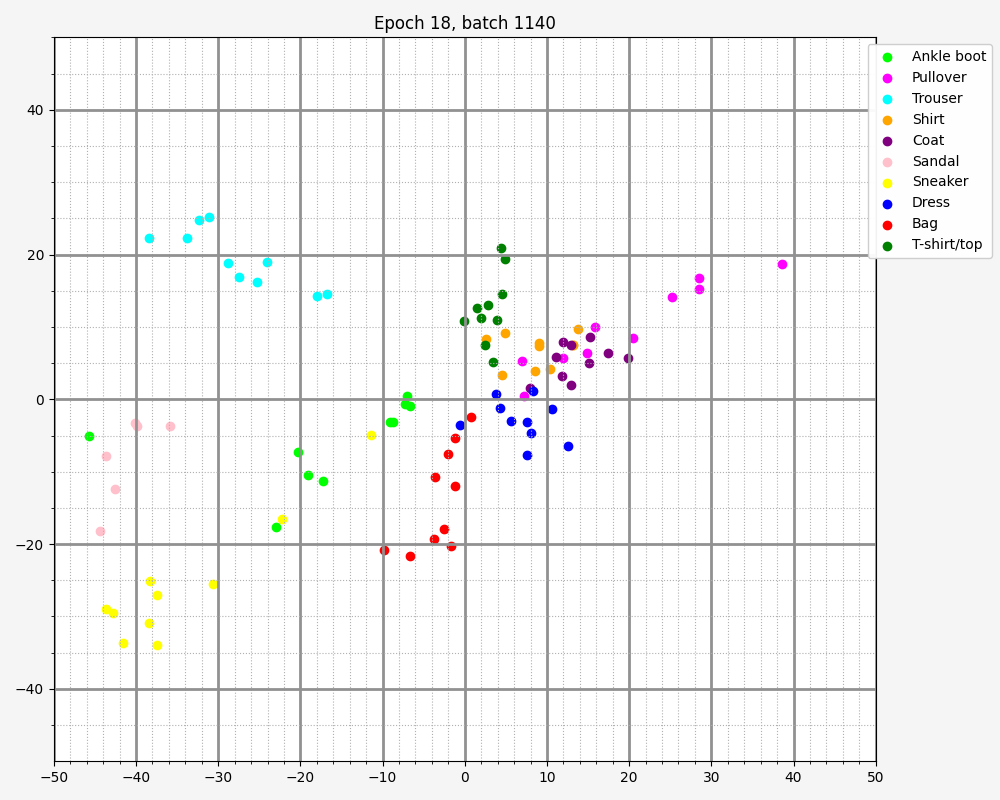 Epoch 18, batch 1140
Ankle boot
Pullover
Trouser
Shirt
Coat
Sandal
Sneaker
Dress
Bag
T-shirt/top
40
20
0
−20
−40
−50 −40 −30 −20 −10 0 10 20 30 40 50